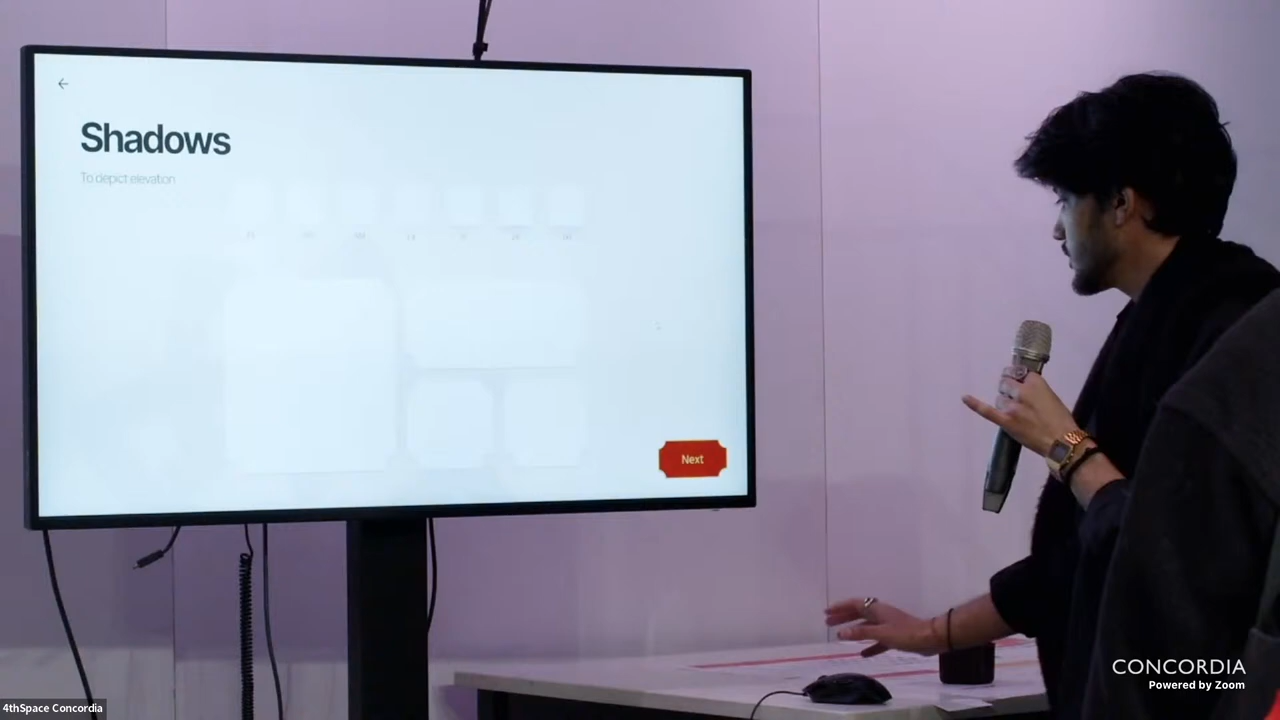 ←
Shadows
To depict elevation
Next
CONCORDIA
Powered by Zoom
4thSpace Concordia